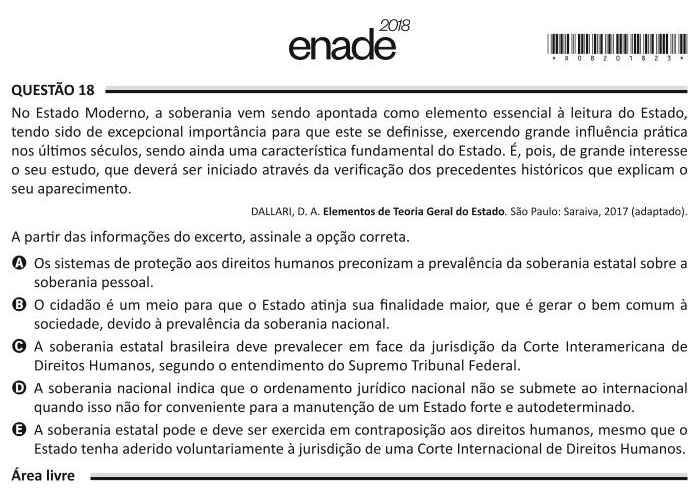 2018
enade
*R0820182 3*
QUESTÃO 18
No Estado Moderno, a soberania vem sendo apontada como elemento essencial à leitura do Estado,
tendo sido de excepcional importância para que este se definisse, exercendo grande influência prática
nos últimos séculos, sendo ainda uma característica fundamental do Estado. É, pois, de grande interesse
o seu estudo, que deverá ser iniciado através da verificação dos precedentes históricos que explicam o
seu aparecimento.
DALLARI, D. A. Elementos de Teoria Geral do Estado. São Paulo: Saraiva, 2017 (adaptado).
A partir das informações do excerto, assinale a opção correta.
A Os sistemas de proteção aos direitos humanos preconizam a prevalência da soberania estatal sobre a
soberania pessoal.
B O cidadão é um meio para que o Estado atinja sua finalidade maior, que é gerar o bem comum à
sociedade, devido à prevalência da soberania nacional.
C A soberania estatal brasileira deve prevalecer em face da jurisdição da Corte Interamericana de
Direitos Humanos, segundo o entendimento do Supremo Tribunal Federal.
D A soberania nacional indica que o ordenamento jurídico nacional não se submete ao internacional
quando isso não for conveniente para a manutenção de um Estado forte e autodeterminado.
E A soberania estatal pode e deve ser exercida em contraposição aos direitos humanos, mesmo que o
Estado tenha aderido voluntariamente à jurisdição de uma Corte Internacional de Direitos Humanos.
Área livre